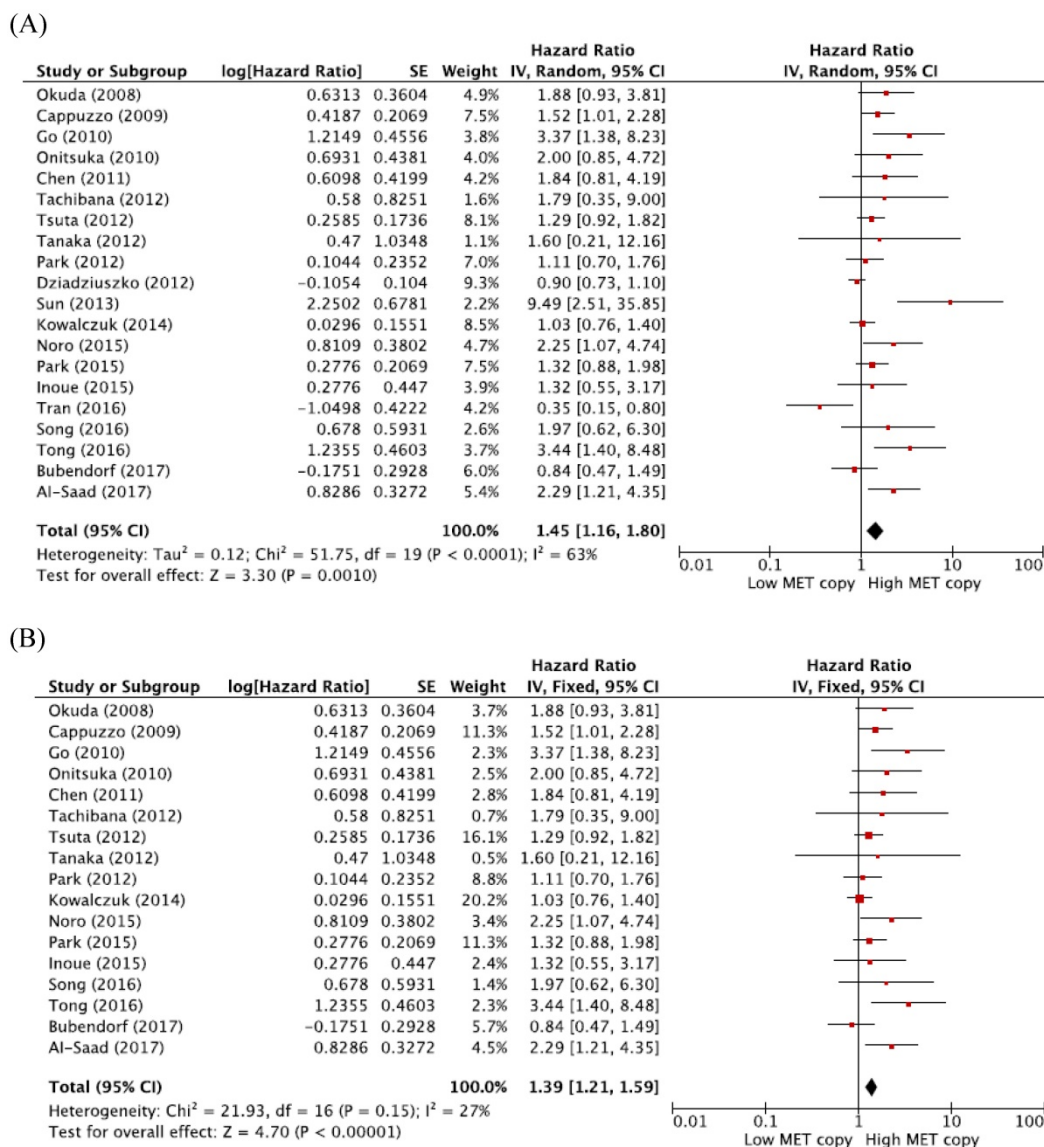 (A)
Hazard Ratio Hazard Ratio
Study or Subgroup log[Hazard Ratio] SE Weight IV, Random, 95% CI IV, Random, 95% CI
Okuda (2008) 0.6313 0.3604 4.9% 1.88 [0.93, 3.81]
Cappuzzo (2009) 0.4187 0.2069 7.5% 1.52 [1.01, 2.28]
Go (2010) 1.2149 0.4556 3.8% 3.37 [1.38, 8.23]
Onitsuka (2010) 0.6931 0.4381 4.0% 2.00 [0.85, 4.72]
Chen (2011) 0.6098 0.4199 4.2% 1.84 [0.81, 4.19]
Tachibana (2012) 0.58 0.8251 1.6% 1.79 [0.35, 9.00]
Tsuta (2012) 0.2585 0.1736 8.1% 1.29 [0.92, 1.82]
Tanaka (2012) 0.47 1.0348 1.1% 1.60 [0.21, 12.16]
Park (2012) 0.1044 0.2352 7.0% 1.11 [0.70, 1.76]
Dziadziuszko (2012) -0.1054 0.104 9.3% 0.90 [0.73, 1.10]
Sun (2013) 2.2502 0.6781 2.2% 9.49 [2.51, 35.85]
Kowalczuk (2014) 0.0296 0.1551 8.5% 1.03 [0.76, 1.40]
Noro (2015) 0.8109 0.3802 4.7% 2.25 [1.07, 4.74]
Park (2015) 0.2776 0.2069 7.5% 1.32 [0.88, 1.98]
Inoue (2015) 0.2776 0.447 3.9% 1.32 [0.55, 3.17]
Tran (2016) -1.0498 0.4222 4.2% 0.35 [0.15, 0.80]
Song (2016) 0.678 0.5931 2.6% 1.97 [0.62, 6.30]
Tong (2016) 1.2355 0.4603 3.7% 3.44 [1.40, 8.48]
Bubendorf (2017) -0.1751 0.2928 6.0% 0.84 [0.47, 1.49]
Al-Saad (2017) 0.8286 0.3272 5.4% 2.29 [1.21, 4.35]
Total (95% CI) 100.0% 1.45 [1.16, 1.80]
Heterogeneity: Tau² = 0.12; Chi² = 51.75, df = 19 (P < 0.0001); I² = 63%
Test for overall effect: Z = 3.30 (P = 0.0010)
0.01 0.1 1 10 100
Low MET copy High MET copy
(B)
Hazard Ratio Hazard Ratio
Study or Subgroup log[Hazard Ratio] SE Weight IV, Fixed, 95% CI IV, Fixed, 95% CI
Okuda (2008) 0.6313 0.3604 3.7% 1.88 [0.93, 3.81]
Cappuzzo (2009) 0.4187 0.2069 11.3% 1.52 [1.01, 2.28]
Go (2010) 1.2149 0.4556 2.3% 3.37 [1.38, 8.23]
Onitsuka (2010) 0.6931 0.4381 2.5% 2.00 [0.85, 4.72]
Chen (2011) 0.6098 0.4199 2.8% 1.84 [0.81, 4.19]
Tachibana (2012) 0.58 0.8251 0.7% 1.79 [0.35, 9.00]
Tsuta (2012) 0.2585 0.1736 16.1% 1.29 [0.92, 1.82]
Tanaka (2012) 0.47 1.0348 0.5% 1.60 [0.21, 12.16]
Park (2012) 0.1044 0.2352 8.8% 1.11 [0.70, 1.76]
Kowalczuk (2014) 0.0296 0.1551 20.2% 1.03 [0.76, 1.40]
Noro (2015) 0.8109 0.3802 3.4% 2.25 [1.07, 4.74]
Park (2015) 0.2776 0.2069 11.3% 1.32 [0.88, 1.98]
Inoue (2015) 0.2776 0.447 2.4% 1.32 [0.55, 3.17]
Song (2016) 0.678 0.5931 1.4% 1.97 [0.62, 6.30]
Tong (2016) 1.2355 0.4603 2.3% 3.44 [1.40, 8.48]
Bubendorf (2017) -0.1751 0.2928 5.7% 0.84 [0.47, 1.49]
Al-Saad (2017) 0.8286 0.3272 4.5% 2.29 [1.21, 4.35]
Total (95% CI) 100.0% 1.39 [1.21, 1.59]
Heterogeneity: Chi² = 21.93, df = 16 (P = 0.15); I² = 27%
Test for overall effect: Z = 4.70 (P < 0.00001)
0.01 0.1 1 10 100
Low MET copy High MET copy